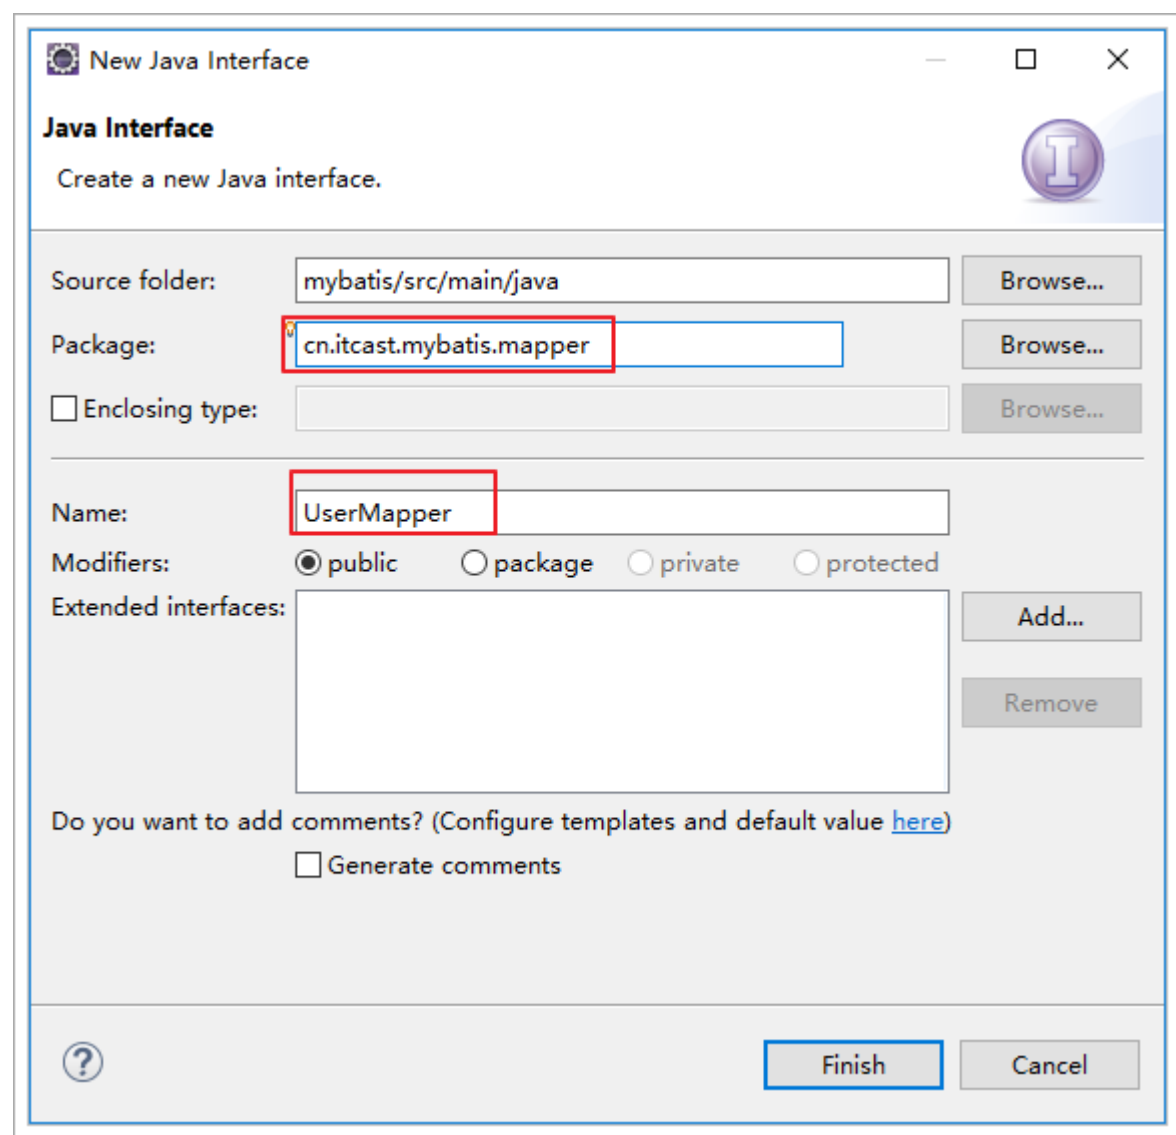 New Java Interface
Java Interface
Create a new Java interface.
Source folder: mybatis/src/main/java Browse...
Package: cn.itcast.mybatis.mapper Browse...
Enclosing type: Browse...
Name: UserMapper
Modifiers: public package private protected
Extended interfaces: Add...
Remove
Do you want to add comments? (Configure templates and default value here)
Generate comments
Finish Cancel